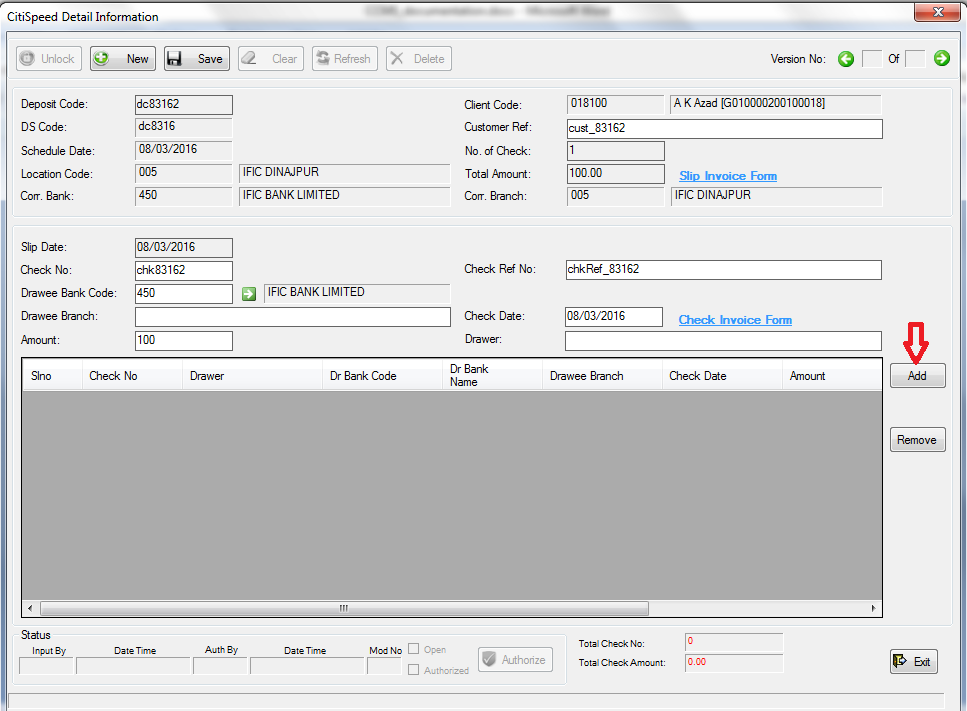 CitiSpeed Detail Information
Unlock New Save Clear Refresh Delete Version No: Of
Deposit Code: dc83162 Client Code: 018100 A K Azad [G010000200100018]
DS Code: dc8316 Customer Ref: cust_83162
Schedule Date: 08/03/2016 No. of Check: 1
Location Code: 005 IFIC DINAJPUR Total Amount: 100.00 Slip Invoice Form
Corr. Bank: 450 IFIC BANK LIMITED Corr. Branch: 005 IFIC DINAJPUR
Slip Date: 08/03/2016
Check No: chk83162 Check Ref No: chkRef_83162
Drawee Bank Code: 450 IFIC BANK LIMITED
Drawee Branch: Check Date: 08/03/2016 Check Invoice Form
Amount: 100 Drawer:
Slno Check No Drawer Dr Bank Code Dr Bank Name Drawee Branch Check Date Amount Add
Remove
Status
Input By Date Time Auth By Date Time Mod No Open
Authorized
Authorize
Total Check No: 0
Total Check Amount: 0.00
Exit